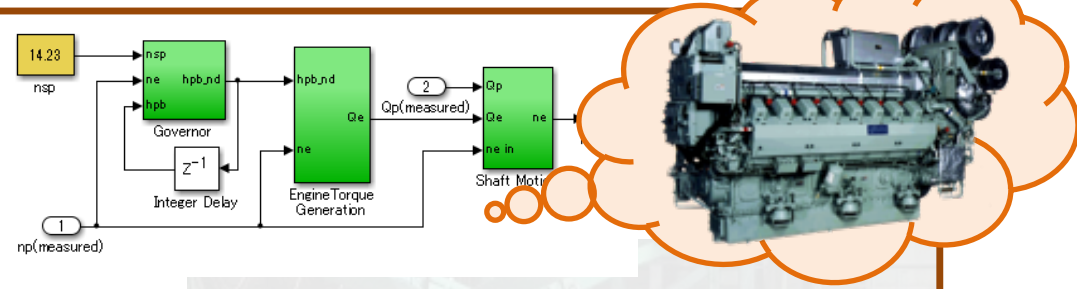 14.23
nsp
nsp
ne
hpb
hpb_nd
Governor
Z-1
Integer Delay
hpb_nd
ne
Qe
EngineTorque
Generation
1
np(measured)
2
Qp(measured)
Qp
Qe
ne in
ne
Shaft